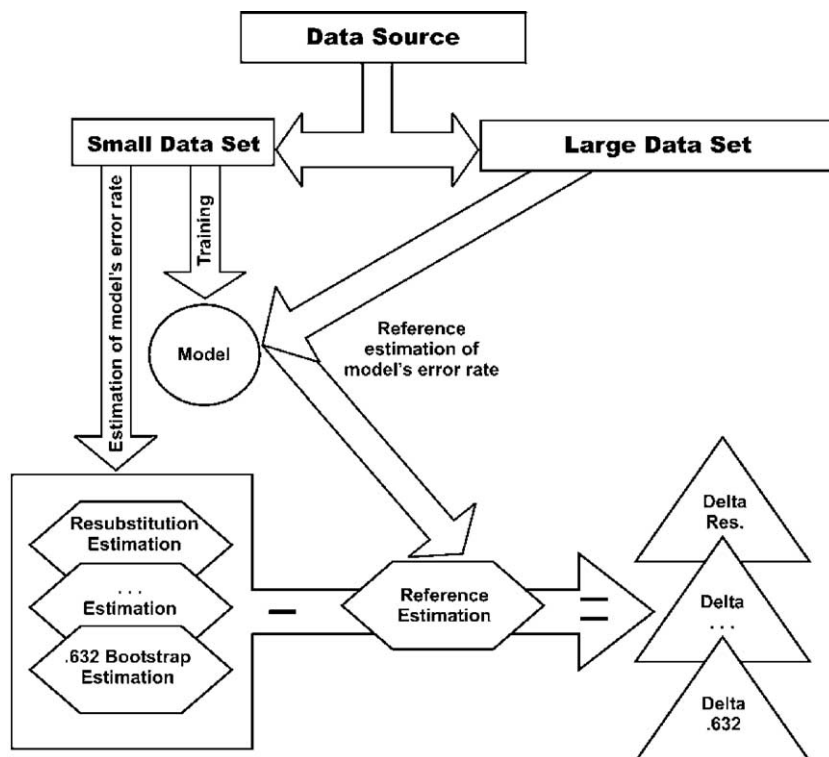 Data Source
Small Data Set
Large Data Set
Estimation of model's error rate
Training
Model
Reference
estimation of
model's error rate
Resubstitution
Estimation
. . .
Estimation
.632 Bootstrap
Estimation
–
Reference
Estimation
=
Delta
Res.
Delta
. . .
Delta
.632